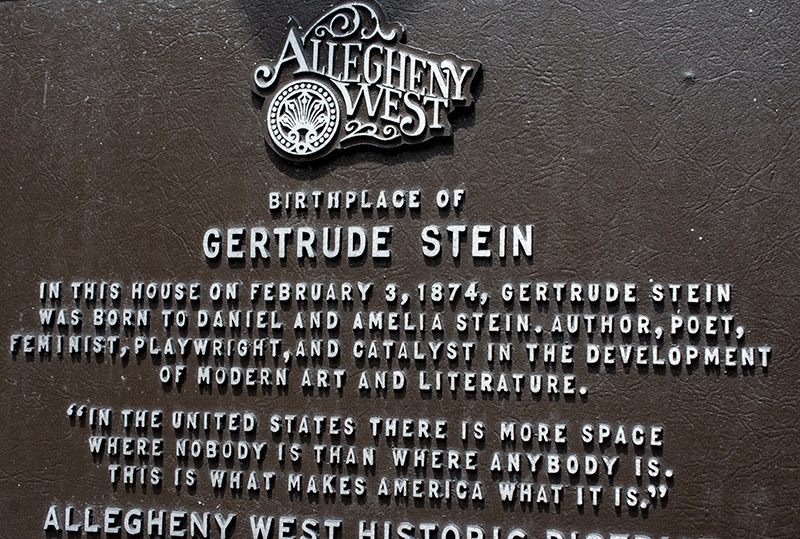 ALLEGHENY
WEST
BIRTHPLACE OF
GERTRUDE STEIN
IN THIS HOUSE ON FEBRUARY 3, 1874, GERTRUDE STEIN
WAS BORN TO DANIEL AND AMELIA STEIN. AUTHOR, POET,
FEMINIST, PLAYWRIGHT, AND CATALYST IN THE DEVELOPMENT
OF MODERN ART AND LITERATURE.
“IN THE UNITED STATES THERE IS MORE SPACE
WHERE NOBODY IS THAN WHERE ANYBODY IS.
THIS IS WHAT MAKES AMERICA WHAT IT IS.”
ALLEGHENY WEST HISTORIC